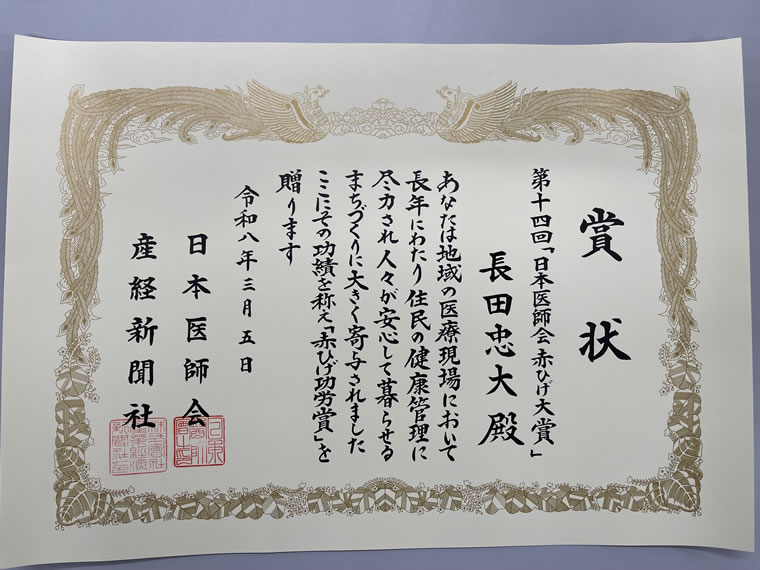 賞状
第十四回「日本医師会 赤ひげ大賞」
長田忠大殿
あなたは地域の医療現場において
長年にわたり住民の健康管理に
尽力され人々が安心して暮らせる
まちづくりに大きく寄与されました
ここにその功績を称え「赤ひげ功労賞」を
贈ります
令和八年三月五日
日本医師会
産経新聞社